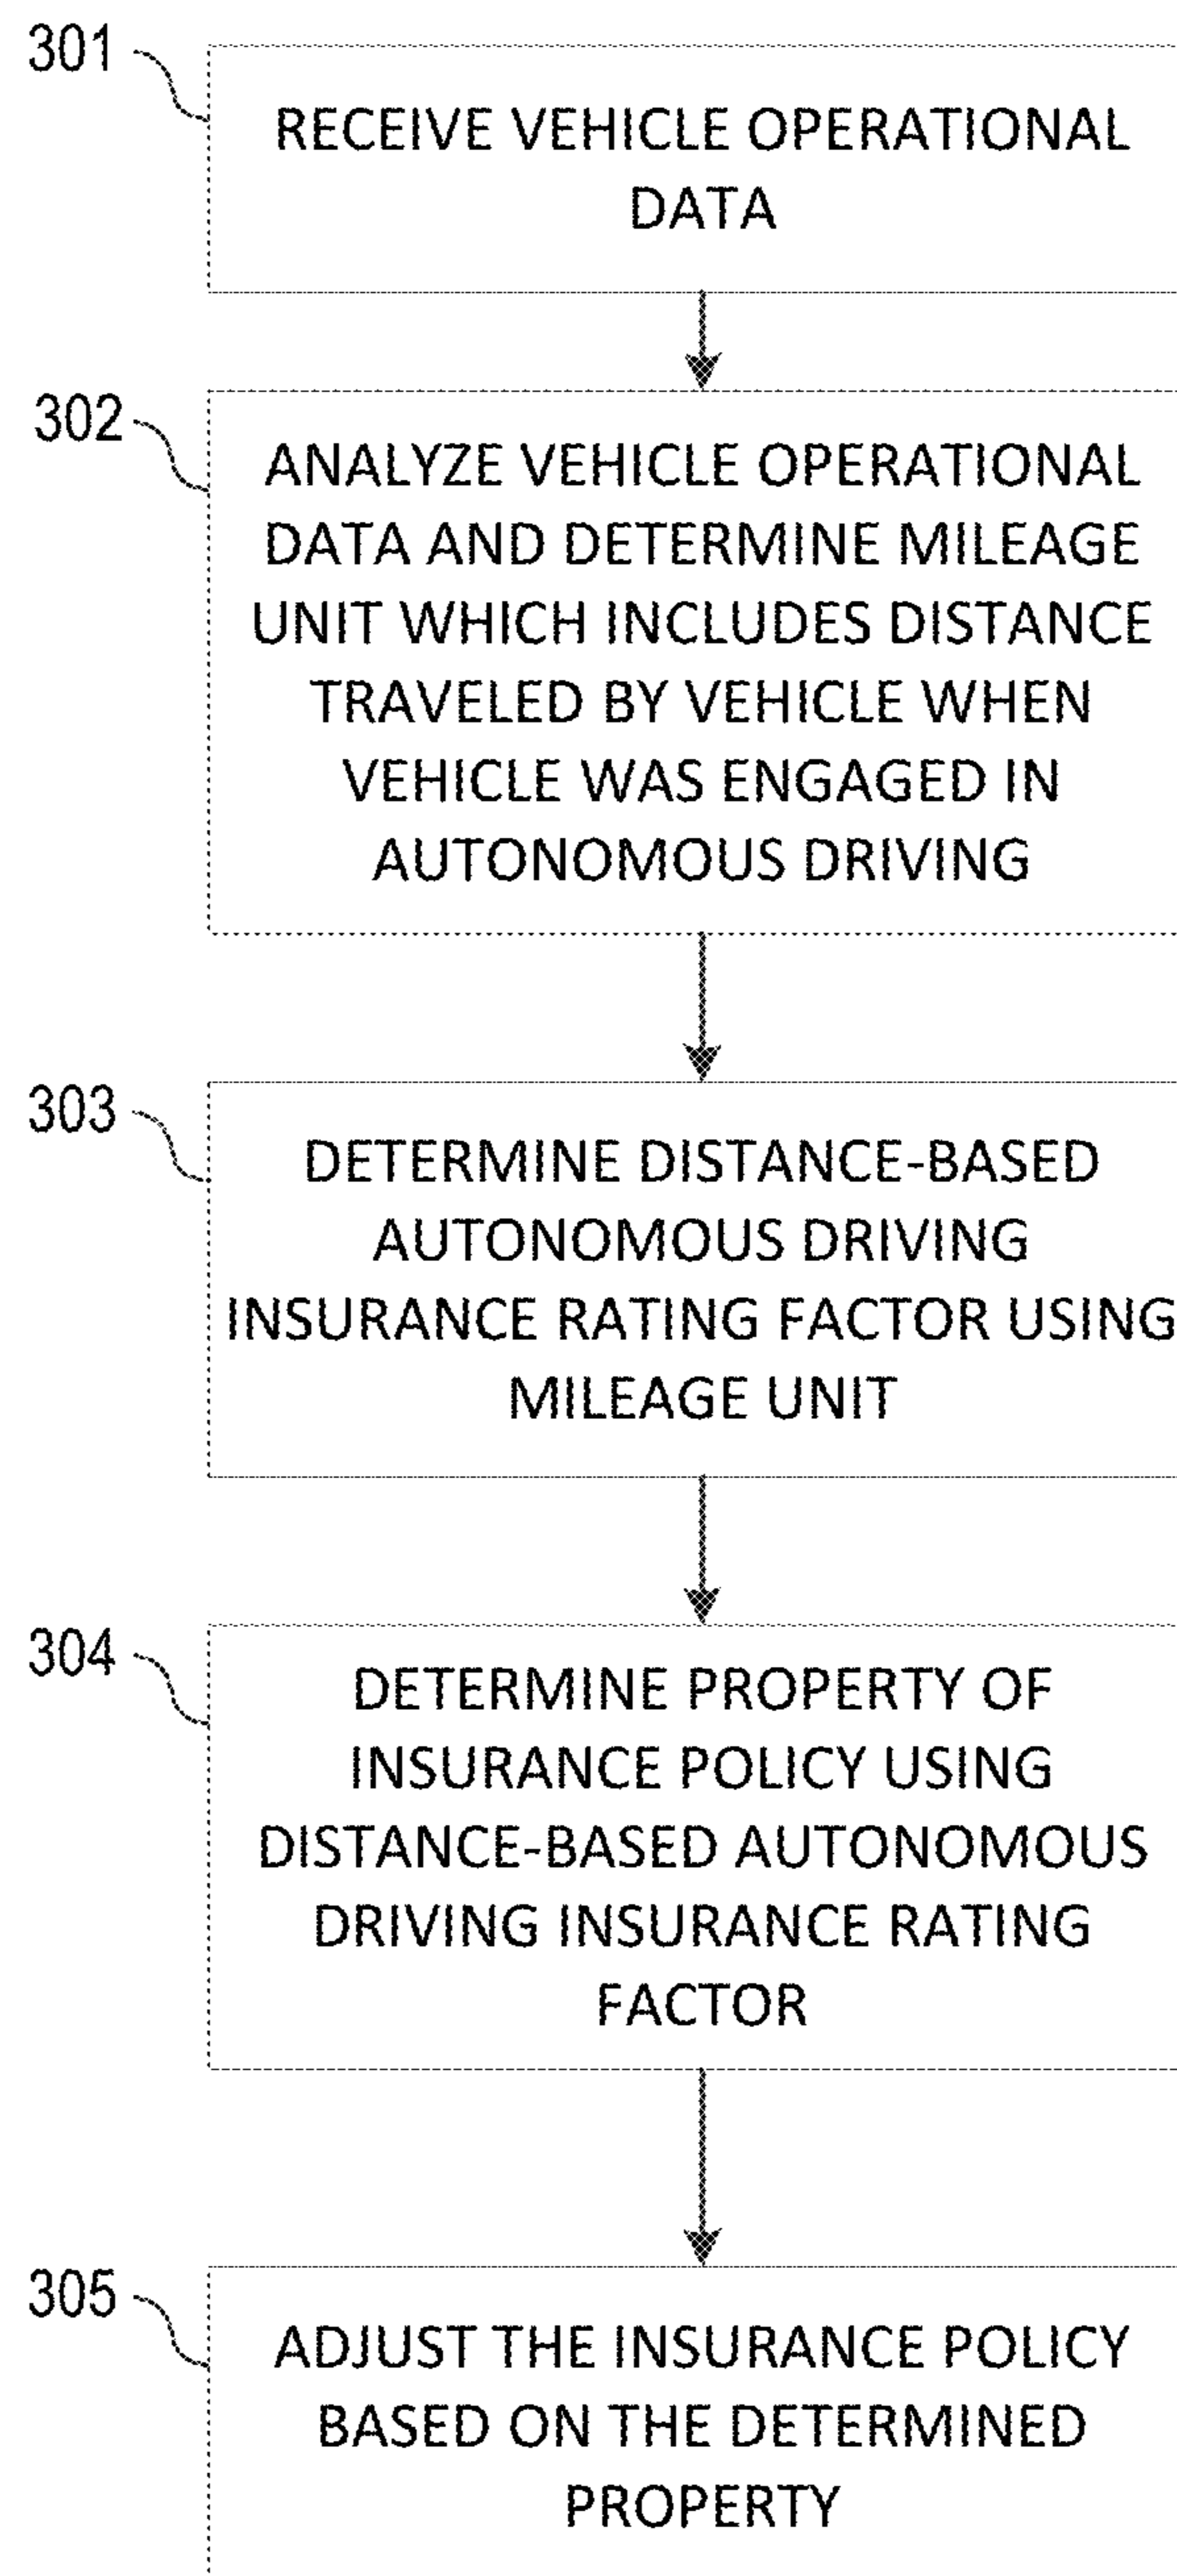 301
RECEIVE VEHICLE OPERATIONAL
DATA
302
ANALYZE VEHICLE OPERATIONAL
DATA AND DETERMINE MILEAGE
UNIT WHICH INCLUDES DISTANCE
TRAVELED BY VEHICLE WHEN
VEHICLE WAS ENGAGED IN
AUTONOMOUS DRIVING
303
DETERMINE DISTANCE-BASED
AUTONOMOUS DRIVING
INSURANCE RATING FACTOR USING
MILEAGE UNIT
304
DETERMINE PROPERTY OF
INSURANCE POLICY USING
DISTANCE-BASED AUTONOMOUS
DRIVING INSURANCE RATING
FACTOR
305
ADJUST THE INSURANCE POLICY
BASED ON THE DETERMINED
PROPERTY